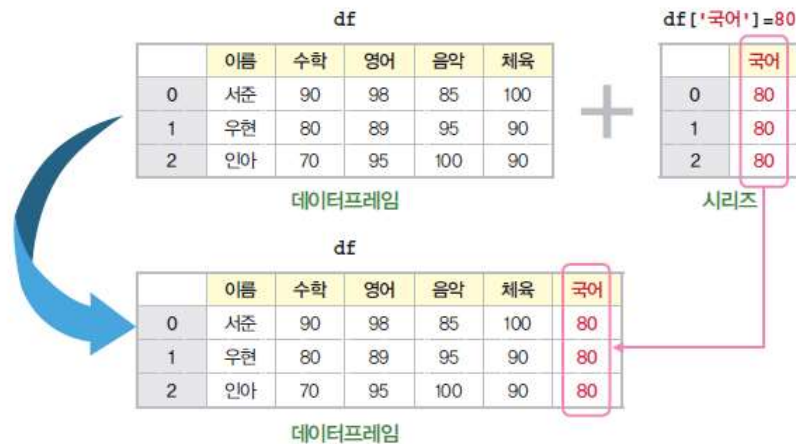 df
df['국어']=80
이름 수학 영어 음악 체육
국어
0 서준 90 98 85 100
0 80
1 우현 80 89 95 90
1 80
2 인아 70 95 100 90
2 80
데이터프레임
시리즈
df
이름 수학 영어 음악 체육 국어
0 서준 90 98 85 100 80
1 우현 80 89 95 90 80
2 인아 70 95 100 90 80
데이터프레임